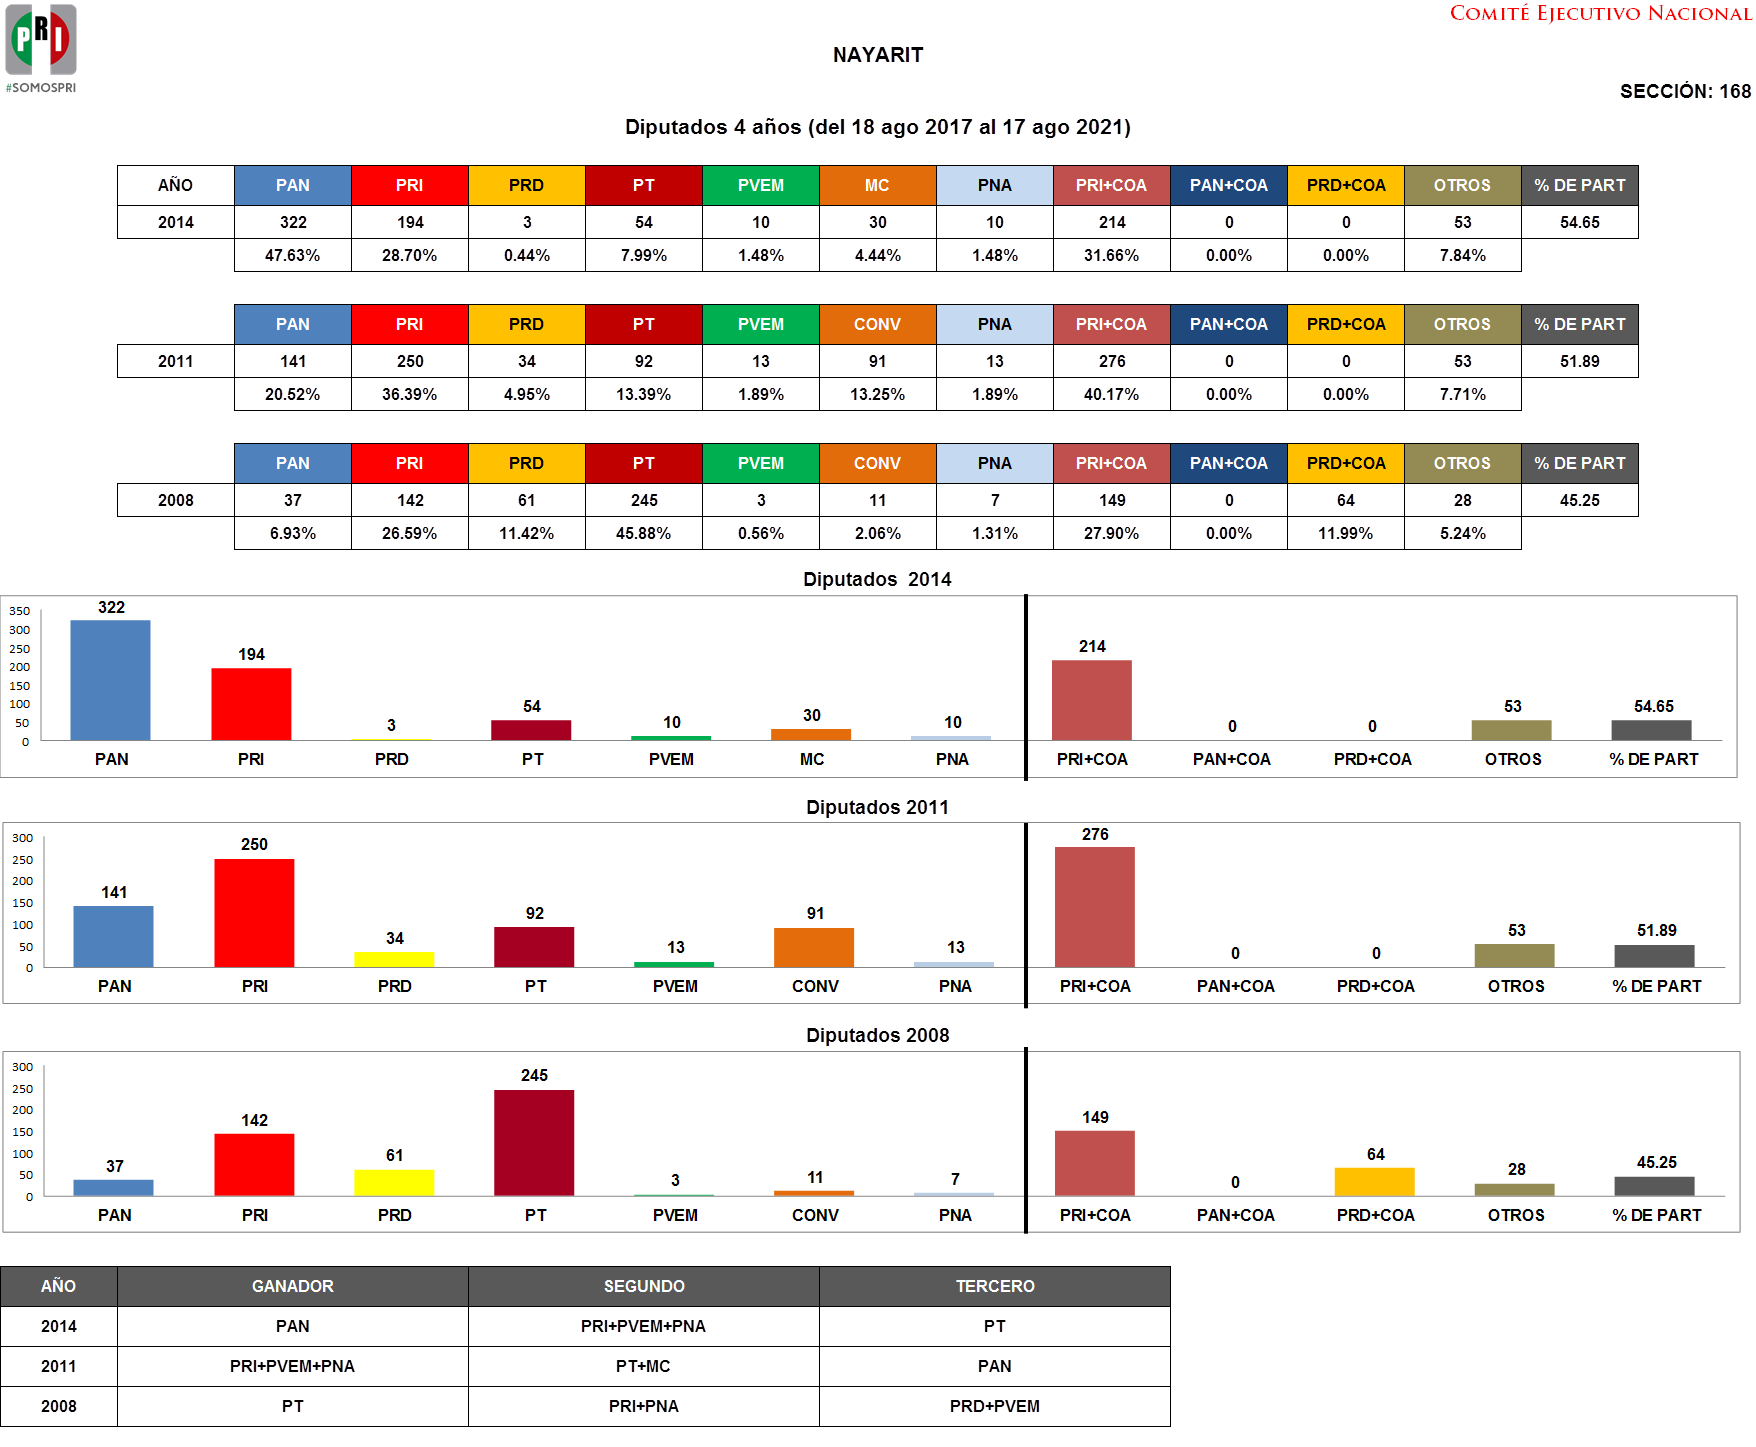 COMITÉ EJECUTIVO NACIONAL
PRI
#SOMOSPRI
NAYARIT
SECCIÓN: 168
Diputados 4 años (del 18 ago 2017 al 17 ago 2021)
AÑO PAN PRI PRD PT PVEM MC PNA PRI+COA PAN+COA PRD+COA OTROS % DE PART
2014 322 194 3 54 10 30 10 214 0 0 53 54.65
47.63% 28.70% 0.44% 7.99% 1.48% 4.44% 1.48% 31.66% 0.00% 0.00% 7.84%
PAN PRI PRD PT PVEM CONV PNA PRI+COA PAN+COA PRD+COA OTROS % DE PART
2011 141 250 34 92 13 91 13 276 0 0 53 51.89
20.52% 36.39% 4.95% 13.39% 1.89% 13.25% 1.89% 40.17% 0.00% 0.00% 7.71%
PAN PRI PRD PT PVEM CONV PNA PRI+COA PAN+COA PRD+COA OTROS % DE PART
2008 37 142 61 245 3 11 7 149 0 64 28 45.25
6.93% 26.59% 11.42% 45.88% 0.56% 2.06% 1.31% 27.90% 0.00% 11.99% 5.24%
Diputados 2014
350
300
250
200
150
100
50
0
322 194 3 54 10 30 10 214 0 0 53 54.65
PAN PRI PRD PT PVEM MC PNA PRI+COA PAN+COA PRD+COA OTROS % DE PART
Diputados 2011
300
250
200
150
100
50
0
141 250 34 92 13 91 13 276 0 0 53 51.89
PAN PRI PRD PT PVEM CONV PNA PRI+COA PAN+COA PRD+COA OTROS % DE PART
Diputados 2008
300
250
200
150
100
50
0
37 142 61 245 3 11 7 149 0 64 28 45.25
PAN PRI PRD PT PVEM CONV PNA PRI+COA PAN+COA PRD+COA OTROS % DE PART
AÑO GANADOR SEGUNDO TERCERO
2014 PAN PRI+PVEM+PNA PT
2011 PRI+PVEM+PNA PT+MC PAN
2008 PT PRI+PNA PRD+PVEM